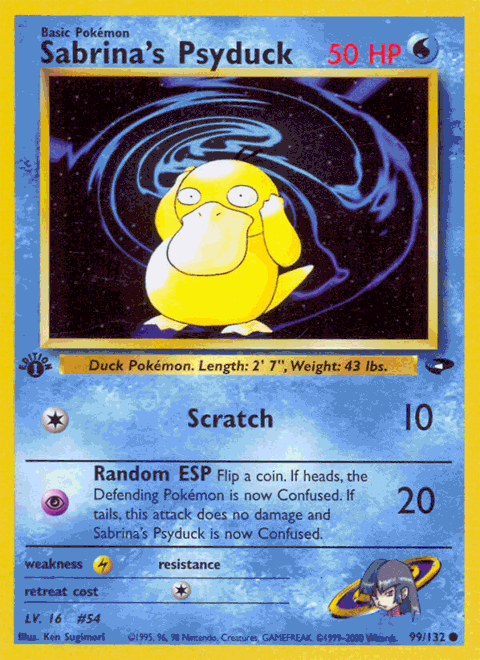 Basic Pokémon
Sabrina's Psyduck 50 HP
EDITION
1
Duck Pokémon. Length: 2' 7", Weight: 43 lbs.
Scratch 10
Random ESP Flip a coin. If heads, the
Defending Pokémon is now Confused. If
tails, this attack does no damage and
Sabrina's Psyduck is now Confused.
20
weakness resistance
retreat cost
LV. 16 #54
Illus. Ken Sugimori ©1995, 96, 98 Nintendo, Creatures, GAMEFREAK. ©1999-2000 Wizards. 99/132